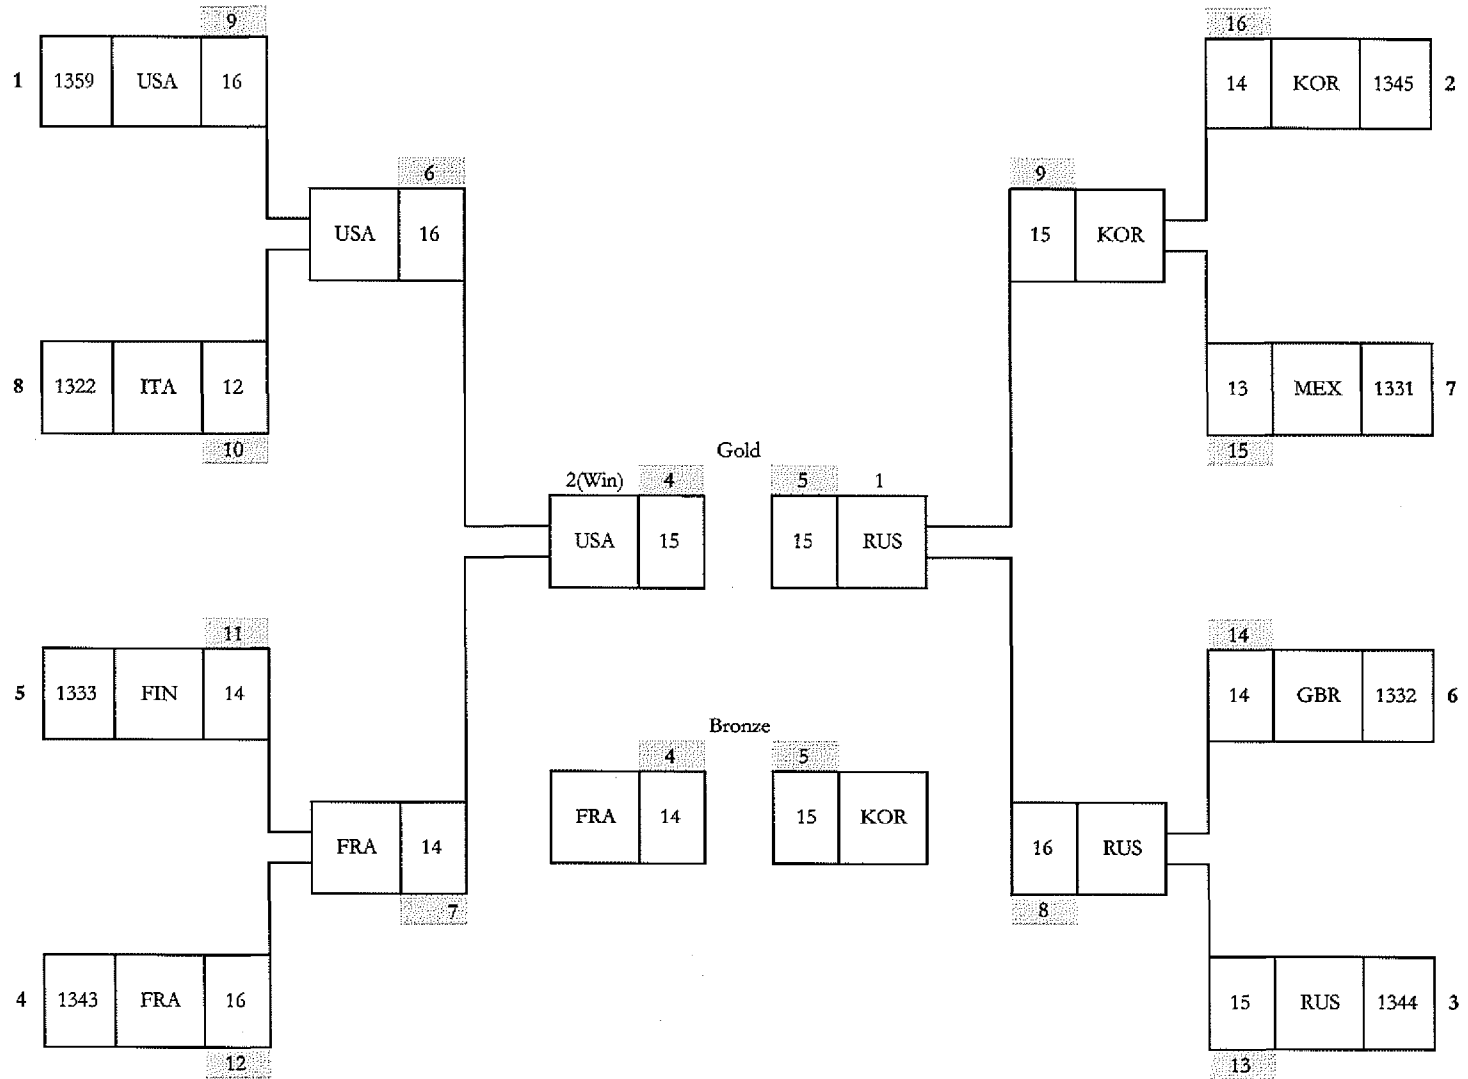 9
1 1359 USA 16
6
USA 16
8 1322 ITA 12
10
16
14 KOR 1345 2
9
15 KOR
13 MEX 1331 7
15
Gold
2(Win) 4
USA 15
5 1
15 RUS
11
5 1333 FIN 14
FRA 14
7
4 1343 FRA 16
12
Bronze
4
FRA 14
5
15 KOR
14
14 GBR 1332 6
16 RUS
8
15 RUS 1344 3
13